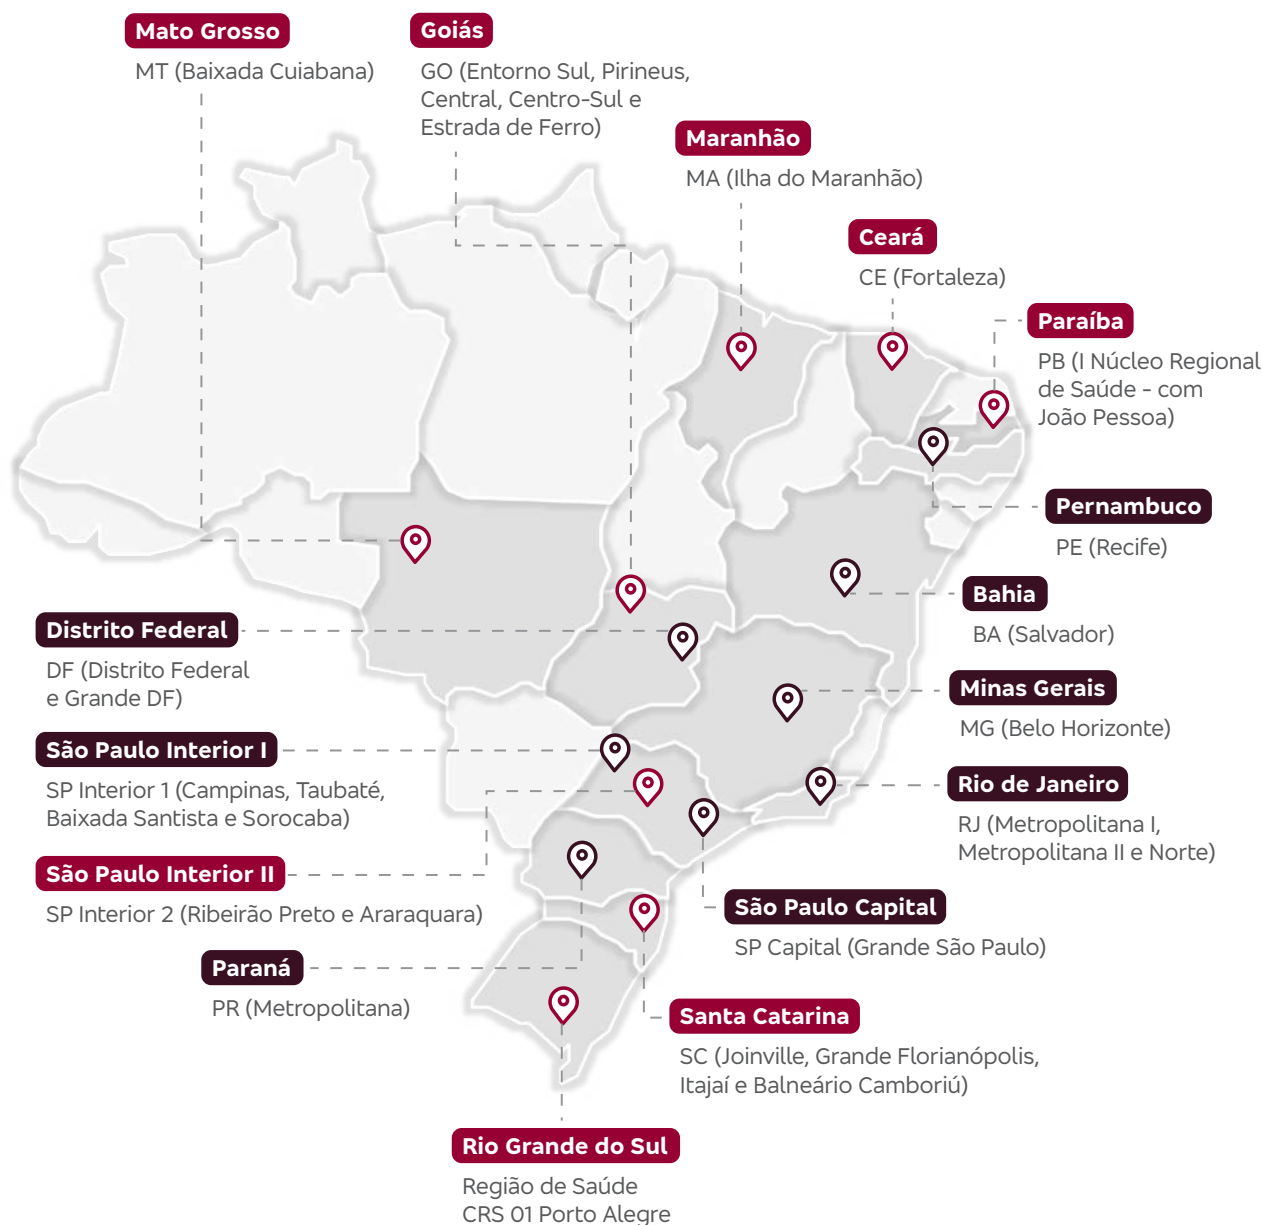 Mato Grosso
MT (Baixada Cuiabana)
Goiás
GO (Entorno Sul, Pirineus,
Central, Centro-Sul e
Estrada de Ferro)
Maranhão
MA (Ilha do Maranhão)
Ceará
CE (Fortaleza)
Paraíba
PB (I Núcleo Regional
de Saúde - com
João Pessoa)
Pernambuco
PE (Recife)
Bahia
BA (Salvador)
Distrito Federal
DF (Distrito Federal
e Grande DF)
Minas Gerais
MG (Belo Horizonte)
São Paulo Interior I
SP Interior 1 (Campinas, Taubaté,
Baixada Santista e Sorocaba)
Rio de Janeiro
RJ (Metropolitana I,
Metropolitana II e Norte)
São Paulo Interior II
SP Interior 2 (Ribeirão Preto e Araraquara)
São Paulo Capital
SP Capital (Grande São Paulo)
Paraná
PR (Metropolitana)
Santa Catarina
SC (Joinville, Grande Florianópolis,
Itajaí e Balneário Camboriú)
Rio Grande do Sul
Região de Saúde
CRS 01 Porto Alegre